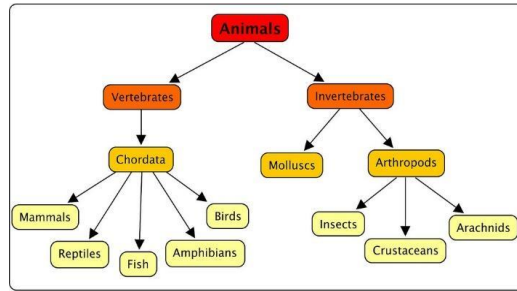 Animals
Vertebrates
Invertebrates
Chordata
Molluscs
Arthropods
Mammals
Reptiles
Fish
Amphibians
Birds
Insects
Crustaceans
Arachnids